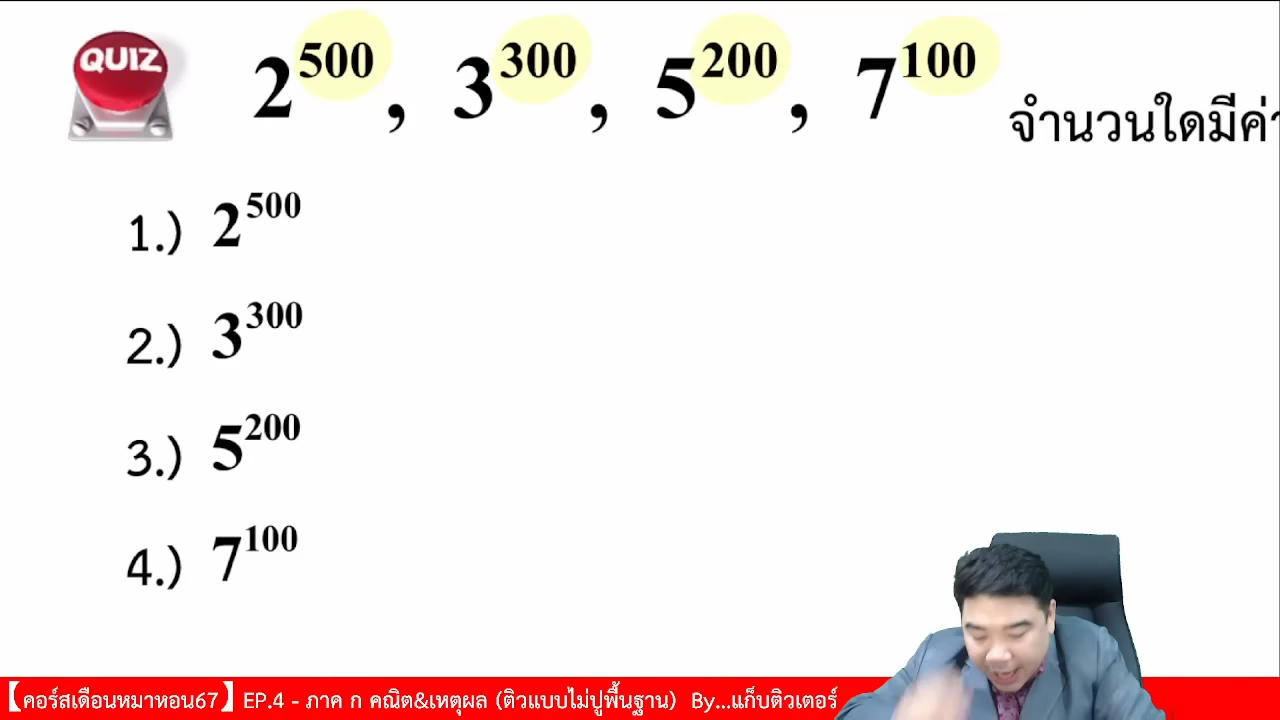 QUIZ
2^500 , 3^300 , 5^200 , 7^100 จำนวนใดมีค่า
1.) 2^500
2.) 3^300
3.) 5^200
4.) 7^100
【คอร์สเดือนหมาหอน67】EP.4 - ภาค ก คณิต&เหตุผล (ติวแบบไม่ปูพื้นฐาน) By...แก็บติวเตอร์